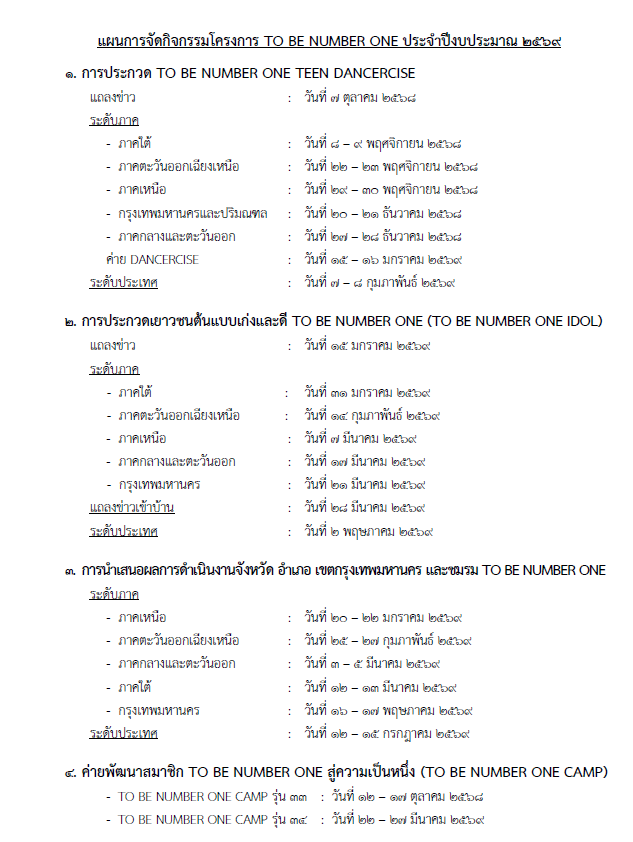 แผนการจัดกิจกรรมโครงการ TO BE NUMBER ONE ประจำปีงบประมาณ ๒๕๖๙
๑. การประกวด TO BE NUMBER ONE TEEN DANCERCISE
แถลงข่าว : วันที่ ๗ ตุลาคม ๒๕๖๘
ระดับภาค
- ภาคใต้ : วันที่ ๘ – ๙ พฤศจิกายน ๒๕๖๘
- ภาคตะวันออกเฉียงเหนือ : วันที่ ๒๒ – ๒๓ พฤศจิกายน ๒๕๖๘
- ภาคเหนือ : วันที่ ๒๙ – ๓๐ พฤศจิกายน ๒๕๖๘
- กรุงเทพมหานครและปริมณฑล : วันที่ ๒๐ – ๒๑ ธันวาคม ๒๕๖๘
- ภาคกลางและตะวันออก : วันที่ ๒๗ – ๒๘ ธันวาคม ๒๕๖๘
ค่าย DANCERCISE : วันที่ ๑๕ – ๑๖ มกราคม ๒๕๖๙
ระดับประเทศ : วันที่ ๗ – ๘ กุมภาพันธ์ ๒๕๖๙
๒. การประกวดเยาวชนต้นแบบเก่งและดี TO BE NUMBER ONE (TO BE NUMBER ONE IDOL)
แถลงข่าว : วันที่ ๑๕ มกราคม ๒๕๖๙
ระดับภาค
- ภาคใต้ : วันที่ ๓๑ มกราคม ๒๕๖๙
- ภาคตะวันออกเฉียงเหนือ : วันที่ ๑๔ กุมภาพันธ์ ๒๕๖๙
- ภาคเหนือ : วันที่ ๗ มีนาคม ๒๕๖๙
- ภาคกลางและตะวันออก : วันที่ ๑๗ มีนาคม ๒๕๖๙
- กรุงเทพมหานคร : วันที่ ๒๑ มีนาคม ๒๕๖๙
แถลงข่าวเข้าบ้าน : วันที่ ๒๘ มีนาคม ๒๕๖๙
ระดับประเทศ : วันที่ ๒ พฤษภาคม ๒๕๖๙
๓. การนำเสนอผลการดำเนินงานจังหวัด อำเภอ เขตกรุงเทพมหานคร และชมรม TO BE NUMBER ONE
ระดับภาค
- ภาคเหนือ : วันที่ ๒๐ – ๒๒ มกราคม ๒๕๖๙
- ภาคตะวันออกเฉียงเหนือ : วันที่ ๒๕ – ๒๗ กุมภาพันธ์ ๒๕๖๙
- ภาคกลางและตะวันออก : วันที่ ๓ – ๕ มีนาคม ๒๕๖๙
- ภาคใต้ : วันที่ ๑๒ – ๑๓ มีนาคม ๒๕๖๙
- กรุงเทพมหานคร : วันที่ ๑๖ – ๑๗ พฤษภาคม ๒๕๖๙
ระดับประเทศ : วันที่ ๑๒ – ๑๕ กรกฎาคม ๒๕๖๙
๔. ค่ายพัฒนาสมาชิก TO BE NUMBER ONE สู่ความเป็นหนึ่ง (TO BE NUMBER ONE CAMP)
- TO BE NUMBER ONE CAMP รุ่น ๓๓ : วันที่ ๑๒ – ๑๗ ตุลาคม ๒๕๖๘
- TO BE NUMBER ONE CAMP รุ่น ๓๔ : วันที่ ๒๒ – ๒๗ มีนาคม ๒๕๖๙